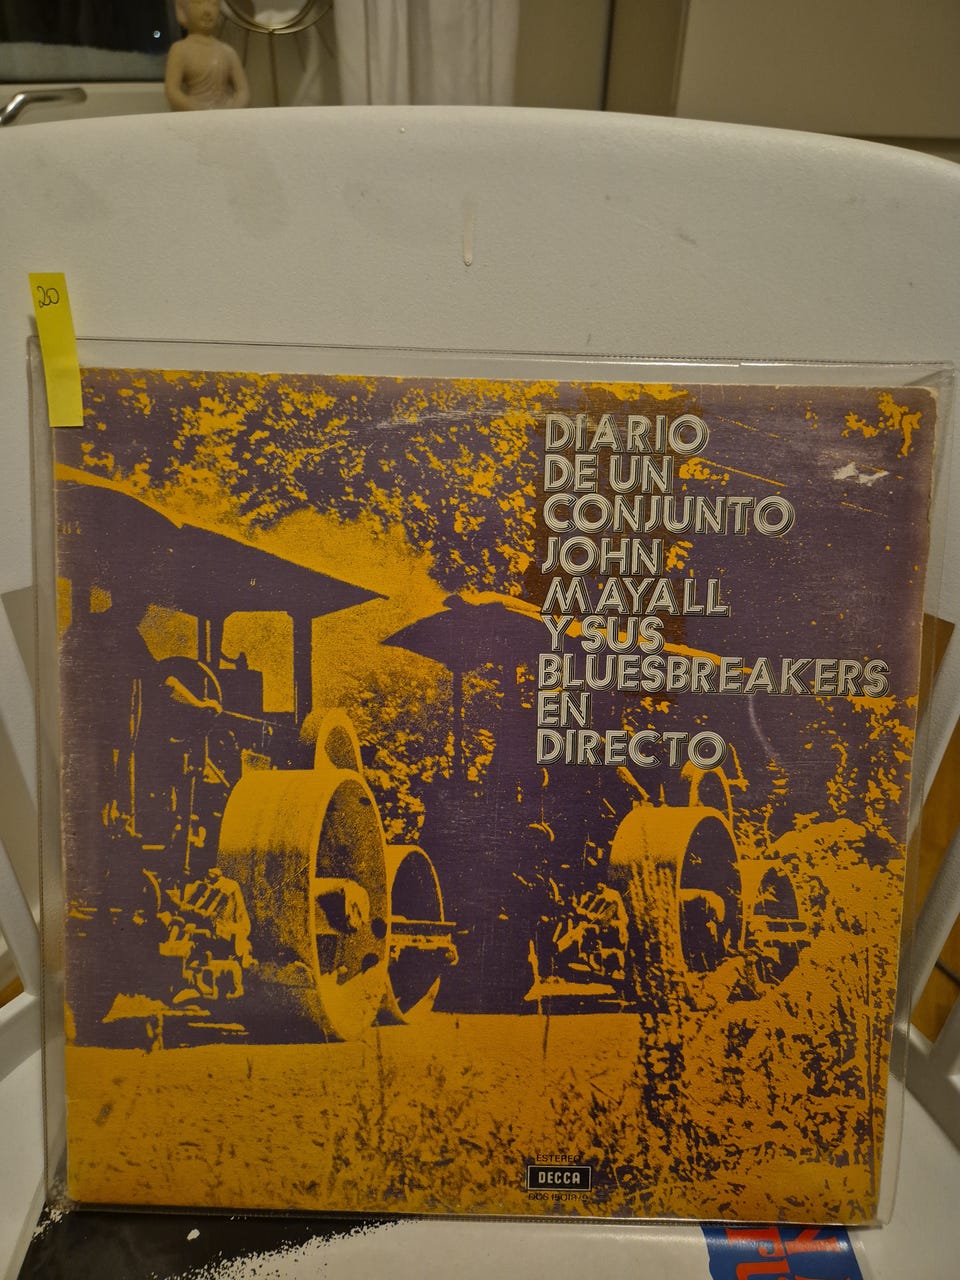 20
DIARIO
DE UN
CONJUNTO
JOHN
MAYALL
Y SUS
BLUESBREAKERS
EN
DIRECTO
ESTEREO
DECCA